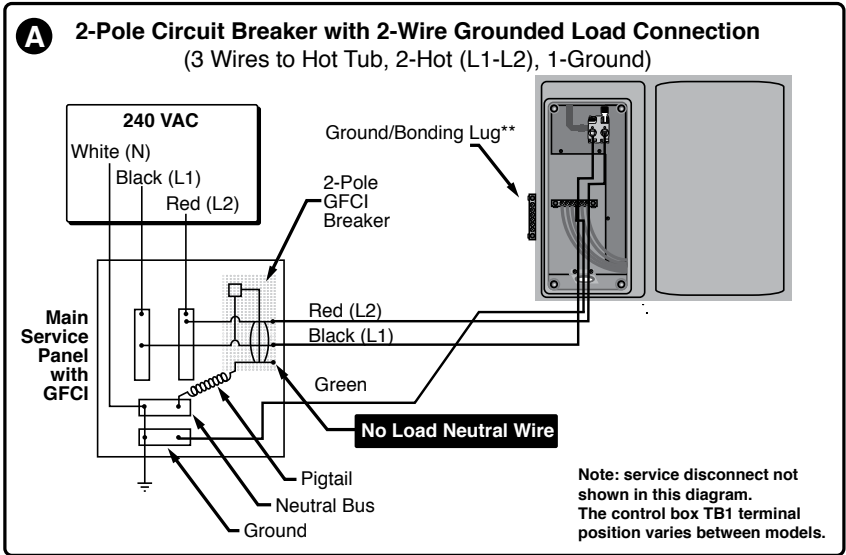 A
2-Pole Circuit Breaker with 2-Wire Grounded Load Connection
(3 Wires to Hot Tub, 2-Hot (L1-L2), 1-Ground)
240 VAC
White (N)
Black (L1)
Red (L2)
Ground/Bonding Lug**
2-Pole
GFCI
Breaker
Main
Service
Panel
with
GFCI
Red (L2)
Black (L1)
Green
No Load Neutral Wire
Pigtail
Neutral Bus
Ground
Note: service disconnect not
shown in this diagram.
The control box TB1 terminal
position varies between models.